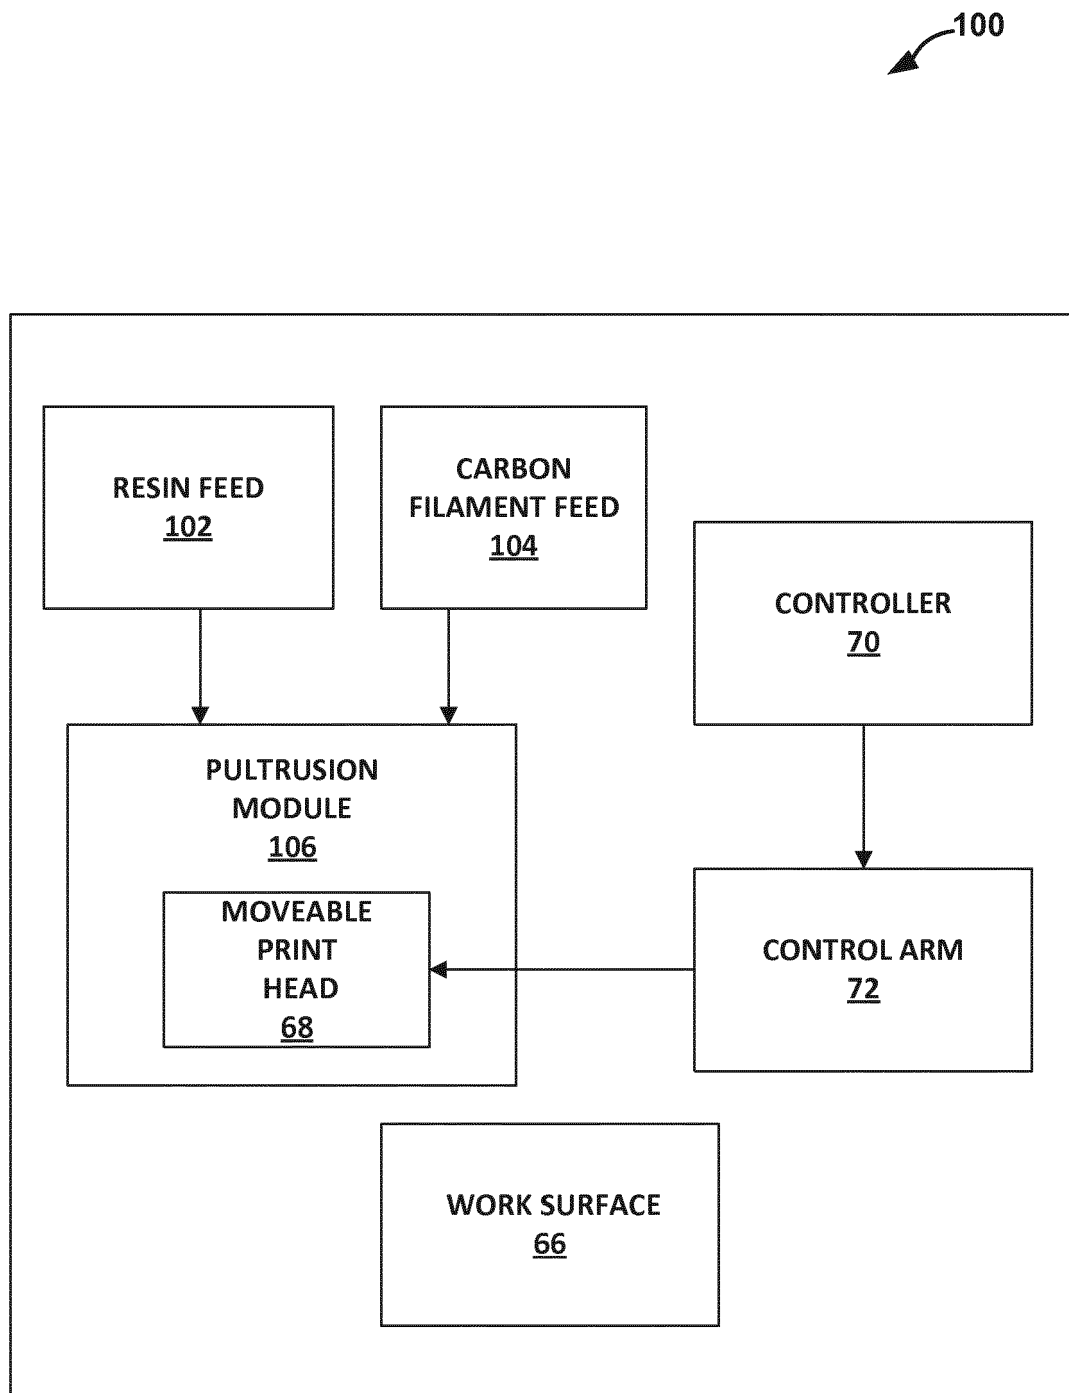 100
RESIN FEED
102
CARBON
FILAMENT FEED
104
CONTROLLER
70
PULTRUSION
MODULE
106
MOVEABLE
PRINT
HEAD
68
CONTROL ARM
72
WORK SURFACE
66